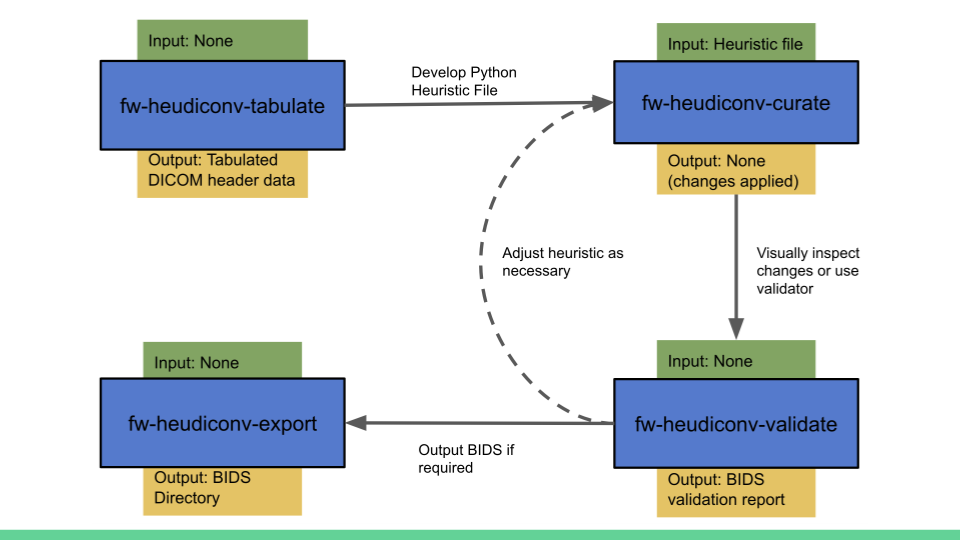 Input: None
fw-heudiconv-tabulate
Output: Tabulated
DICOM header data
Develop Python
Heuristic File
Input: Heuristic file
fw-heudiconv-curate
Output: None
(changes applied)
Adjust heuristic as
necessary
Visually inspect
changes or use
validator
Input: None
fw-heudiconv-export
Output: BIDS
Directory
Output BIDS if
required
Input: None
fw-heudiconv-validate
Output: BIDS
validation report